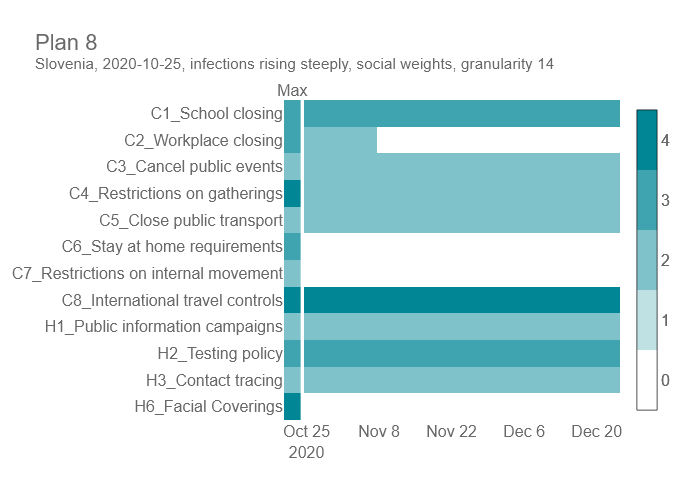 Plan 8
Slovenia, 2020-10-25, infections rising steeply, social weights, granularity 14
Max
C1_School closing
C2_Workplace closing
C3_Cancel public events
C4_Restrictions on gatherings
C5_Close public transport
C6_Stay at home requirements
C7_Restrictions on internal movement
C8_International travel controls
H1_Public information campaigns
H2_Testing policy
H3_Contact tracing
H6_Facial Coverings
4
3
2
1
0
Oct 25 Nov 8 Nov 22 Dec 6 Dec 20
2020